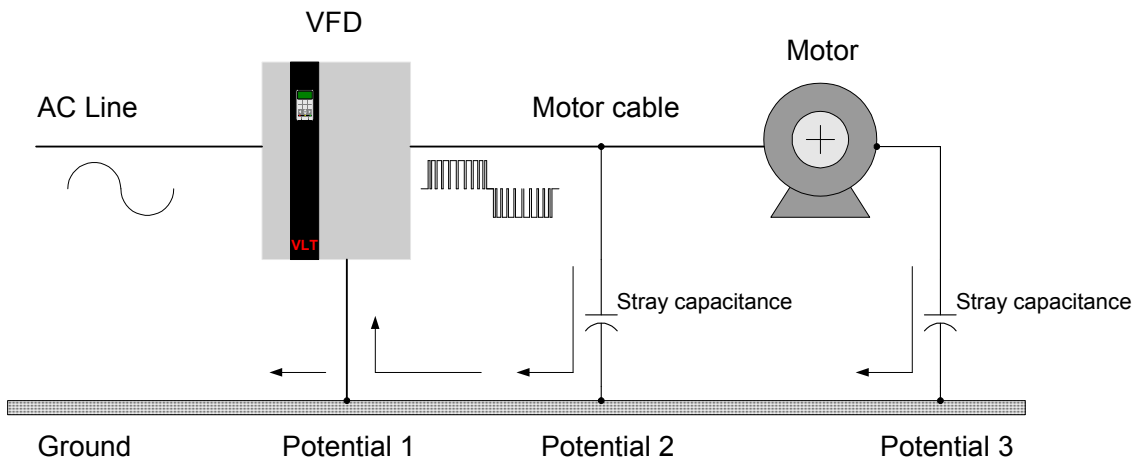 VFD
Motor
AC Line
Motor cable
VLT
Stray capacitance
Stray capacitance
Ground
Potential 1
Potential 2
Potential 3